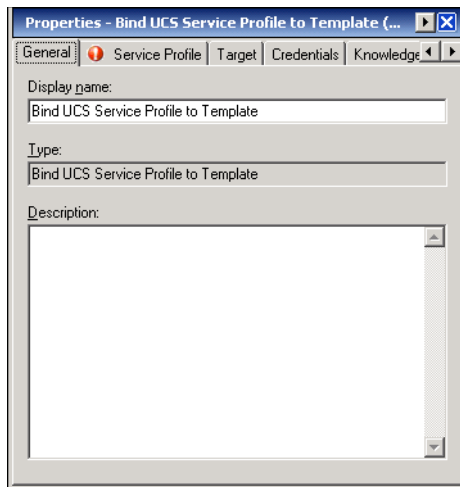 Properties - Bind UCS Service Profile to Template (...
General Service Profile Target Credentials Knowledge
Display name:
Bind UCS Service Profile to Template
Type:
Bind UCS Service Profile to Template
Description: